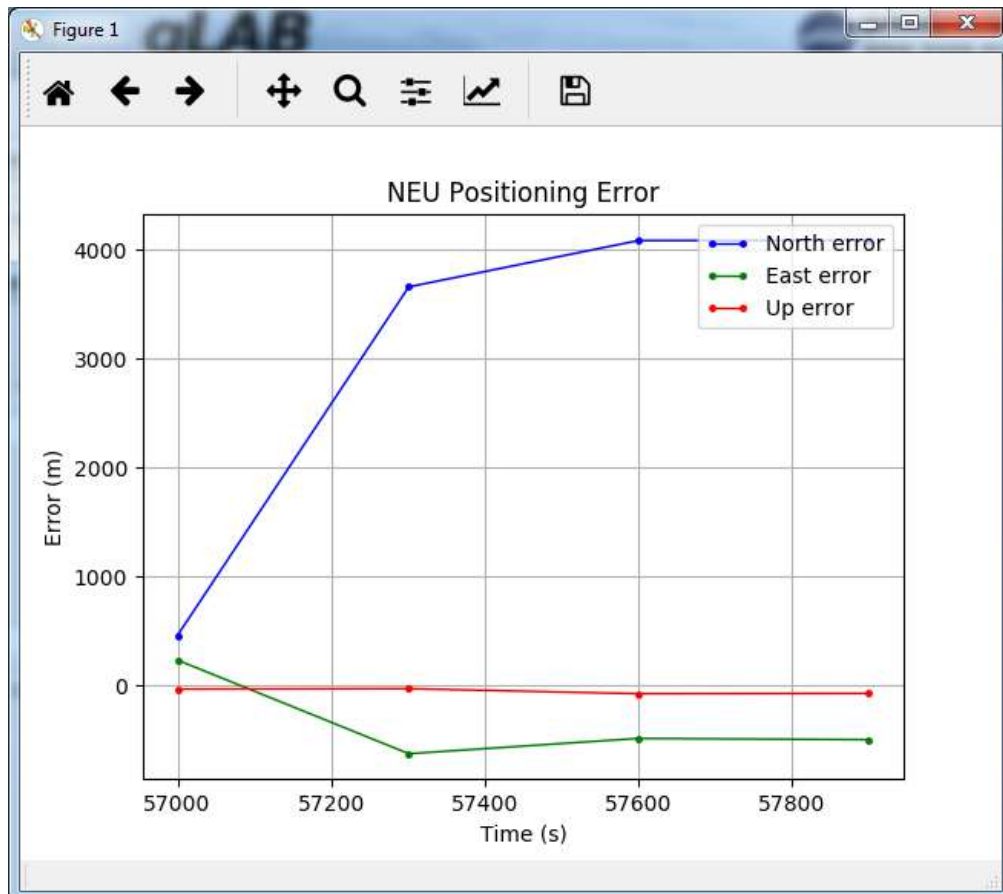 Figure 1
gLAB
NEU Positioning Error
4000
3000
2000
1000
0
Error (m)
North error
East error
Up error
57000 57200 57400 57600 57800
Time (s)